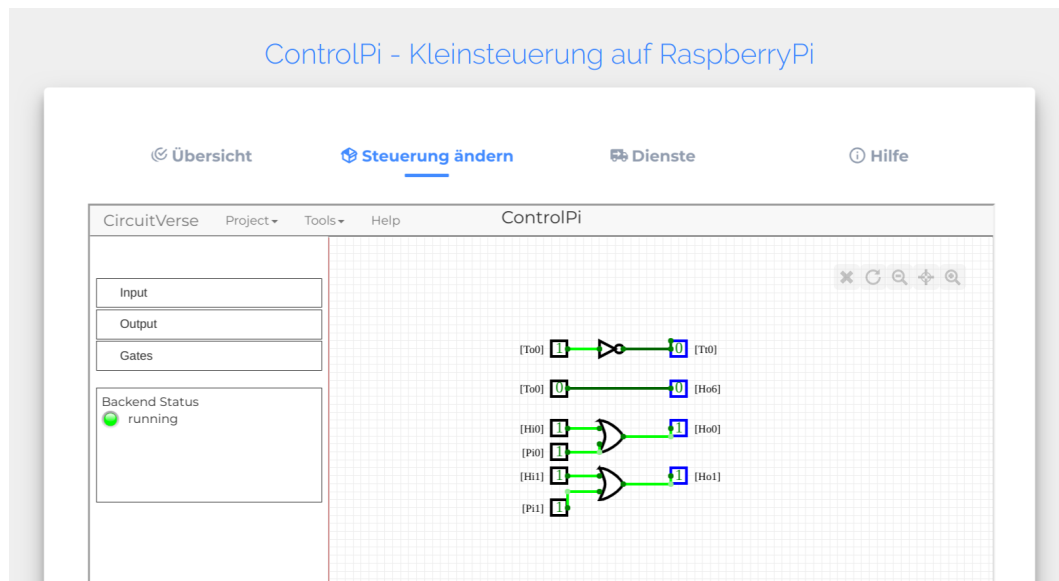 ControlPi - Kleinsteuerung auf RaspberryPi
Übersicht Steuerung ändern Dienste Hilfe
CircuitVerse Project Tools Help ControlPi
Input
Output
Gates
Backend Status
running
[To0] 1 0 [Tt0]
[To0] 0 0 [Ho6]
[Hi0] 1 1 [Ho0]
[Pi0] 1
[Hi1] 1 1 [Ho1]
[Pi1] 1